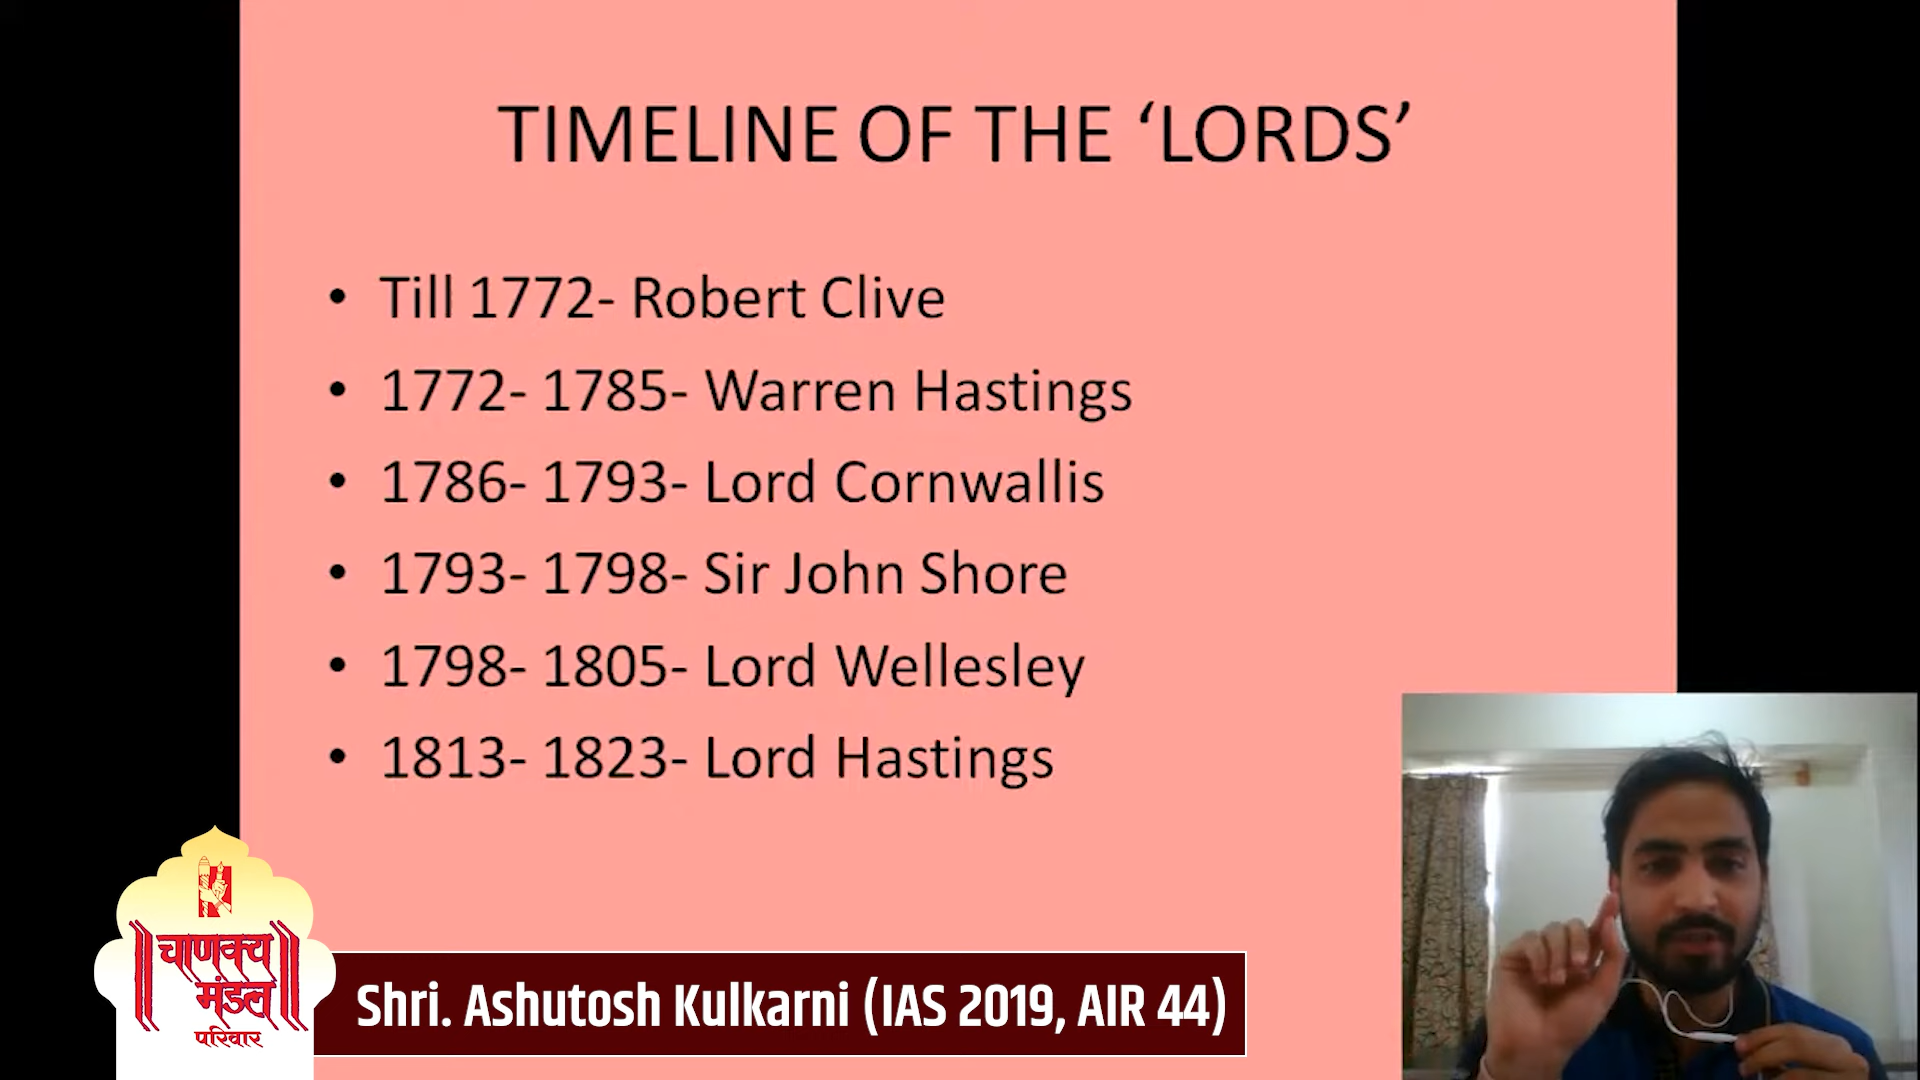 TIMELINE OF THE ‘LORDS’
• Till 1772- Robert Clive
• 1772- 1785- Warren Hastings
• 1786- 1793- Lord Cornwallis
• 1793- 1798- Sir John Shore
• 1798- 1805- Lord Wellesley
• 1813- 1823- Lord Hastings
॥ चाणक्य
मंडल ॥
परिवार
Shri. Ashutosh Kulkarni (IAS 2019, AIR 44)